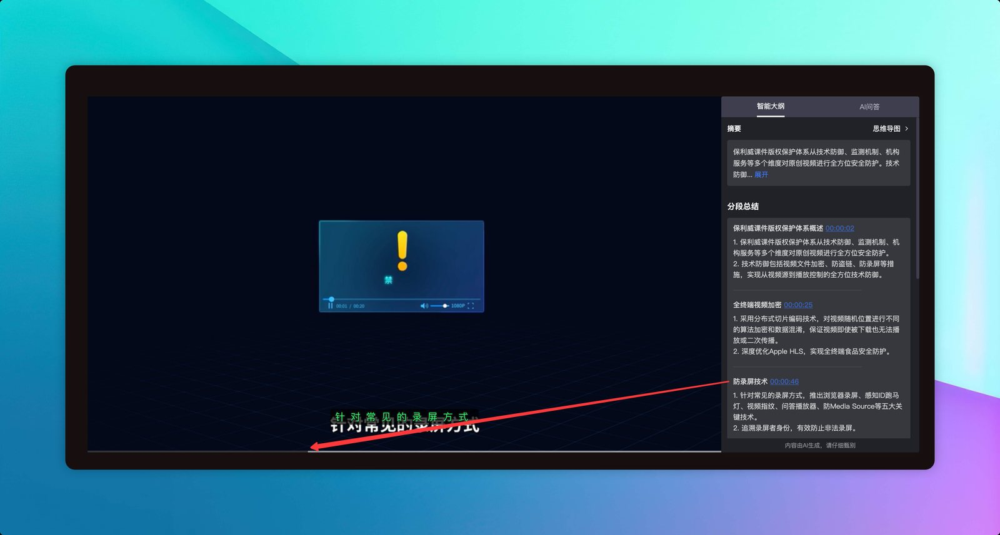 禁
00:01 / 00:20
1080P
针对常见的录屏方式
针对常见的录屏方式
智能大纲
AI问答
摘要
思维导图
保利威课件版权保护体系从技术防御、监测机制、机构
服务等多个维度对原创视频进行全方位安全防护。技术
防御... 展开
分段总结
保利威课件版权保护体系概述 00:00:02
1. 保利威课件版权保护体系从技术防御、监测机制、机
构服务等多个维度对原创视频进行全方位安全防护。
2. 技术防御包括视频文件加密、防盗链、防录屏等措
施，实现从视频源到播放控制的全方位技术防御。
全终端视频加密 00:00:25
1. 采用分布式切片编码技术，对视频随机位置进行不同
的算法加密和数据混淆，保证视频即使被下载也无法播
放或二次传播。
2. 深度优化Apple HLS，实现全终端食品安全防护。
防录屏技术 00:00:46
1. 针对常见的录屏方式，推出浏览器录屏、感知ID跑马
灯、视频指纹、问答播放器、防Media Source等五大关
键技术。
2. 追溯录屏者身份，有效防止非法录屏。
内容由AI生成，请仔细甄别